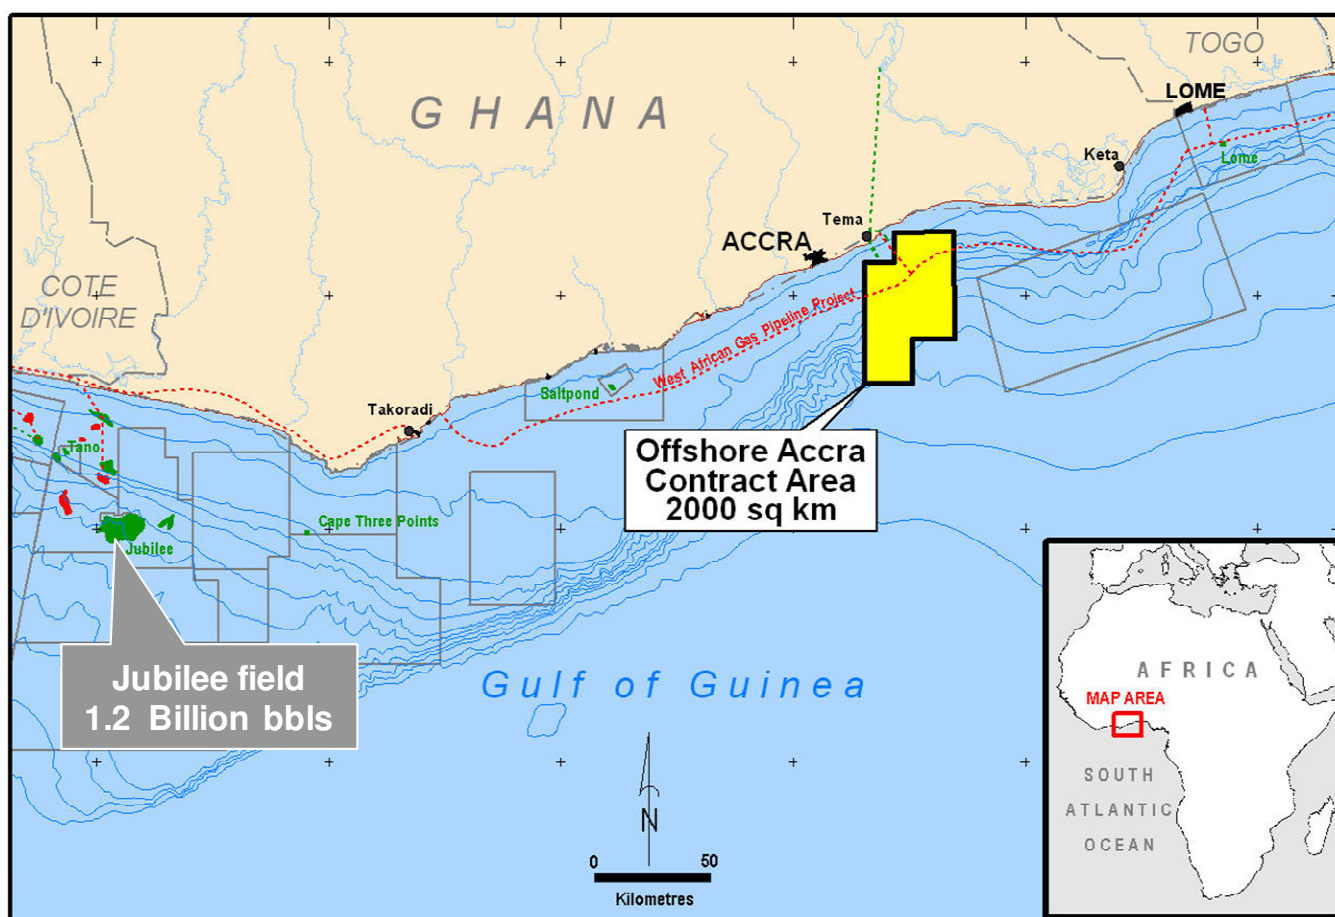 TOGO
LOME
GHANA
Keta
Lome
Tema
ACCRA
COTE
D'IVOIRE
West African Gas Pipeline Project
Saltpond
Takoradi
Offshore Accra
Contract Area
2000 sq km
Tano
Cape Three Points
Jubilee
Jubilee field
1.2 Billion bbls
Gulf of Guinea
N
0 50
Kilometres
AFRICA
MAP AREA
SOUTH
ATLANTIC
OCEAN